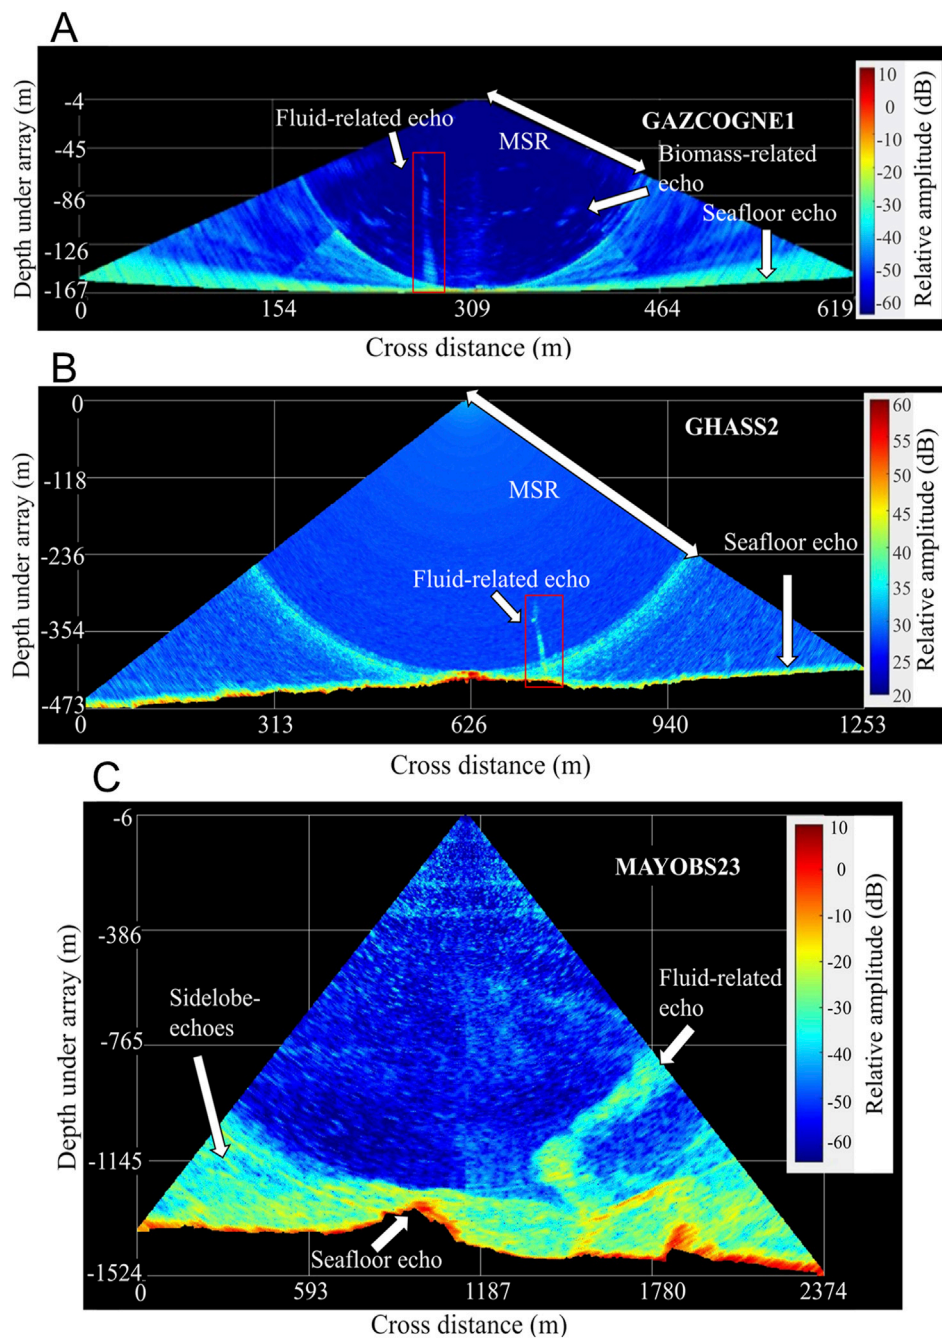 A
Depth under array (m)
-4
-45
-86
-126
-167
0
154
309
464
619
Cross distance (m)
Fluid-related echo
MSR
GAZCOGNE1
Biomass-related
echo
Seafloor echo
10
0
-10
-20
-30
-40
-50
-60
Relative amplitude (dB)
B
Depth under array (m)
0
-118
-236
-354
-473
0
313
626
940
1253
Cross distance (m)
GHASS2
MSR
Fluid-related echo
Seafloor echo
60
55
50
45
40
35
30
25
20
Relative amplitude (dB)
C
Depth under array (m)
-6
-386
-765
-1145
-1524
0
593
1187
1780
2374
Cross distance (m)
MAYOBS23
Sidelobe-
echoes
Fluid-related
echo
Seafloor echo
10
0
-10
-20
-30
-40
-50
-60
Relative amplitude (dB)